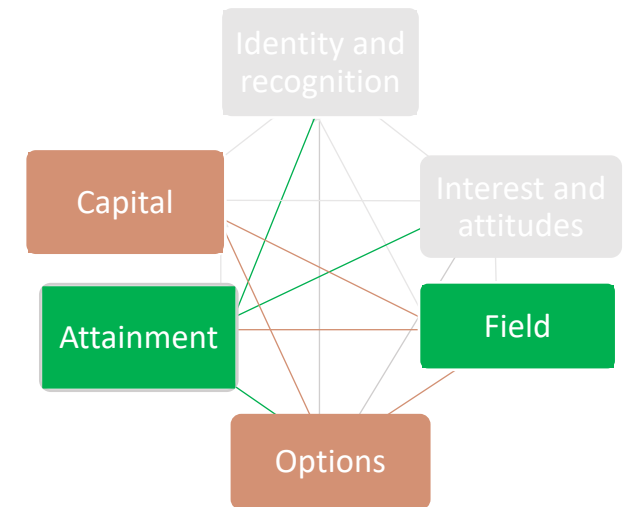 Identity and
recognition
Capital
Interest and
attitudes
Attainment
Field
Options